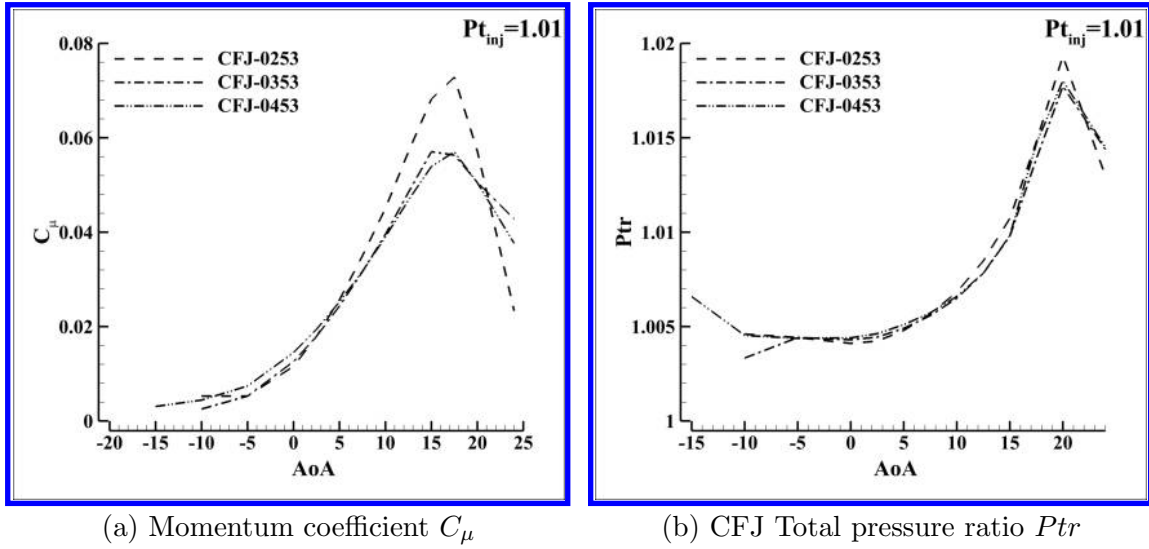 Pt_inj=1.01
0.08
0.06
0.04
0.02
0
C_μ
CFJ-0253
CFJ-0353
CFJ-0453
-20 -15 -10 -5 0 5 10 15 20 25
AoA
(a) Momentum coefficient C_μ
Pt_inj=1.01
1.02
1.015
1.01
1.005
1
Ptr
CFJ-0253
CFJ-0353
CFJ-0453
-15 -10 -5 0 5 10 15 20
AoA
(b) CFJ Total pressure ratio Ptr